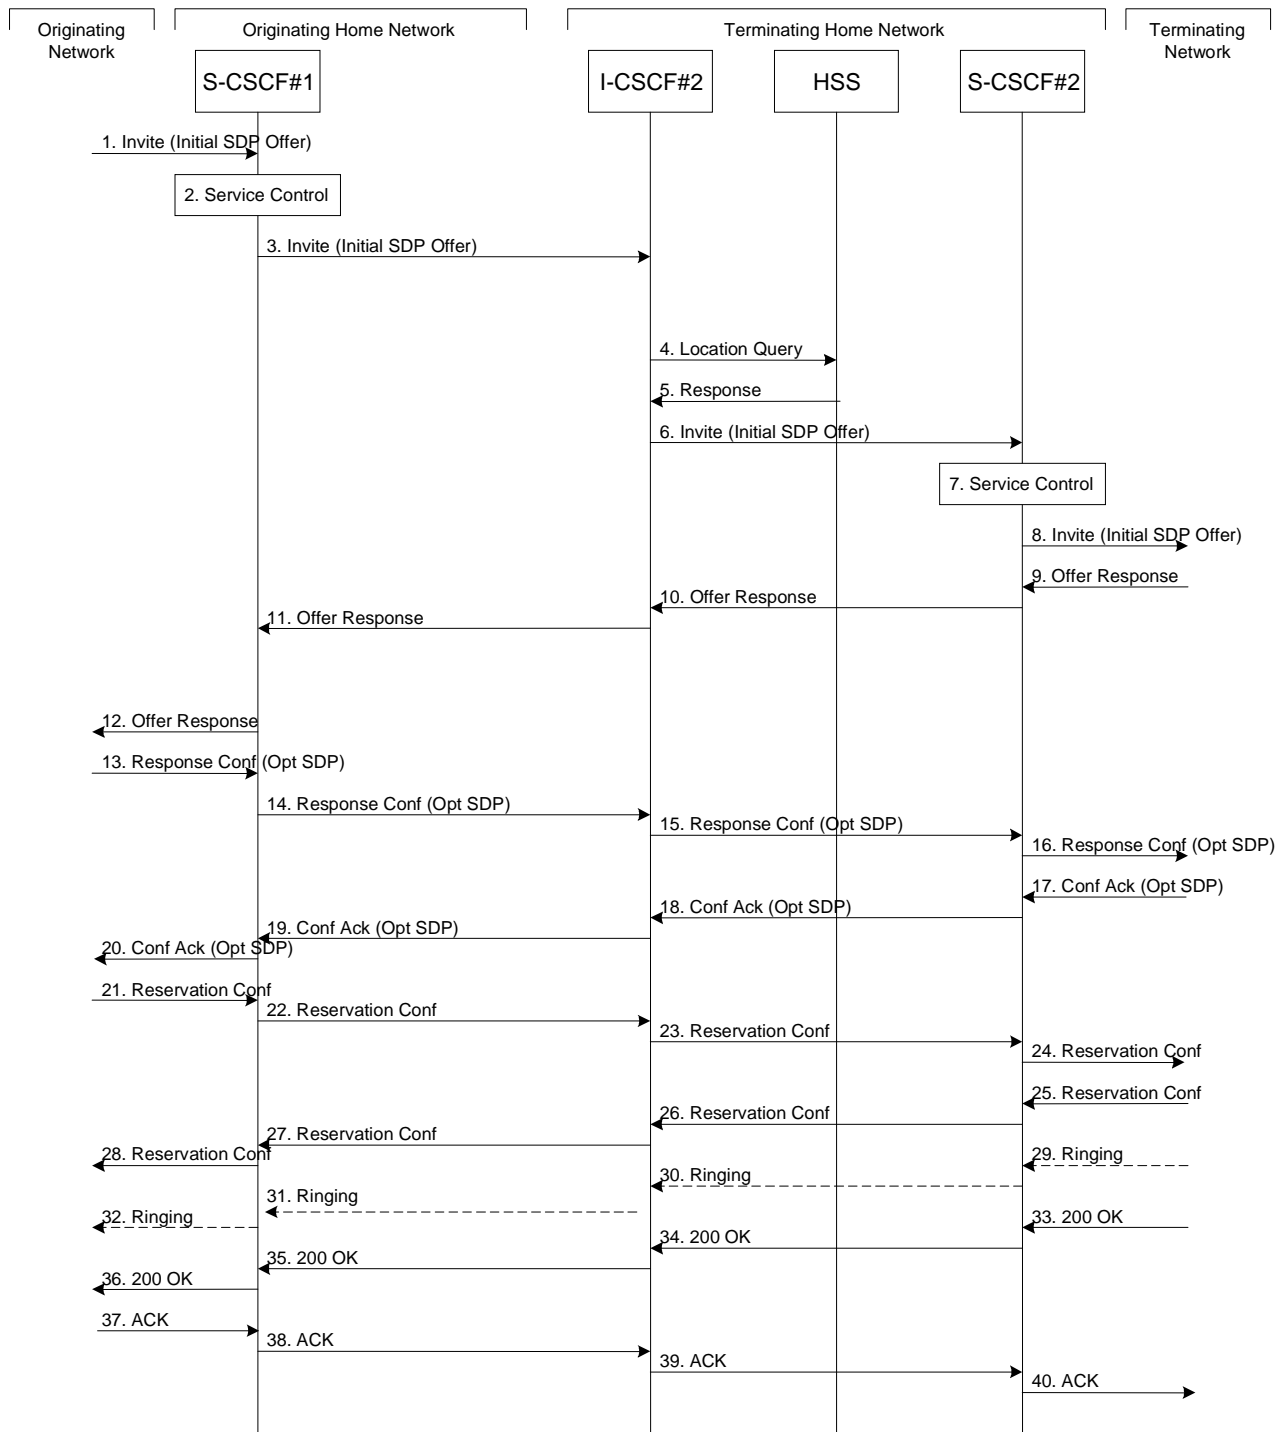 Originating
Network
Originating Home Network
Terminating Home Network
Terminating
Network
S-CSCF#1
I-CSCF#2
HSS
S-CSCF#2
1. Invite (Initial SDP Offer)
2. Service Control
3. Invite (Initial SDP Offer)
4. Location Query
5. Response
6. Invite (Initial SDP Offer)
7. Service Control
8. Invite (Initial SDP Offer)
9. Offer Response
10. Offer Response
11. Offer Response
12. Offer Response
13. Response Conf (Opt SDP)
14. Response Conf (Opt SDP)
15. Response Conf (Opt SDP)
16. Response Conf (Opt SDP)
17. Conf Ack (Opt SDP)
18. Conf Ack (Opt SDP)
19. Conf Ack (Opt SDP)
20. Conf Ack (Opt SDP)
21. Reservation Conf
22. Reservation Conf
23. Reservation Conf
24. Reservation Conf
25. Reservation Conf
26. Reservation Conf
27. Reservation Conf
28. Reservation Conf
29. Ringing
30. Ringing
31. Ringing
32. Ringing
33. 200 OK
34. 200 OK
35. 200 OK
36. 200 OK
37. ACK
38. ACK
39. ACK
40. ACK